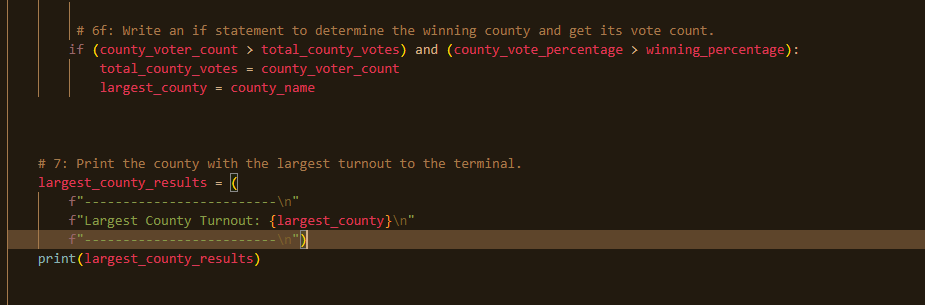 # 6f: Write an if statement to determine the winning county and get its vote count.
if (county_voter_count > total_county_votes) and (county_vote_percentage > winning_percentage):
total_county_votes = county_voter_count
largest_county = county_name
# 7: Print the county with the largest turnout to the terminal.
largest_county_results = (
f"-------------------------\n"
f"Largest County Turnout: {largest_county}\n"
f"-------------------------\n")
print(largest_county_results)